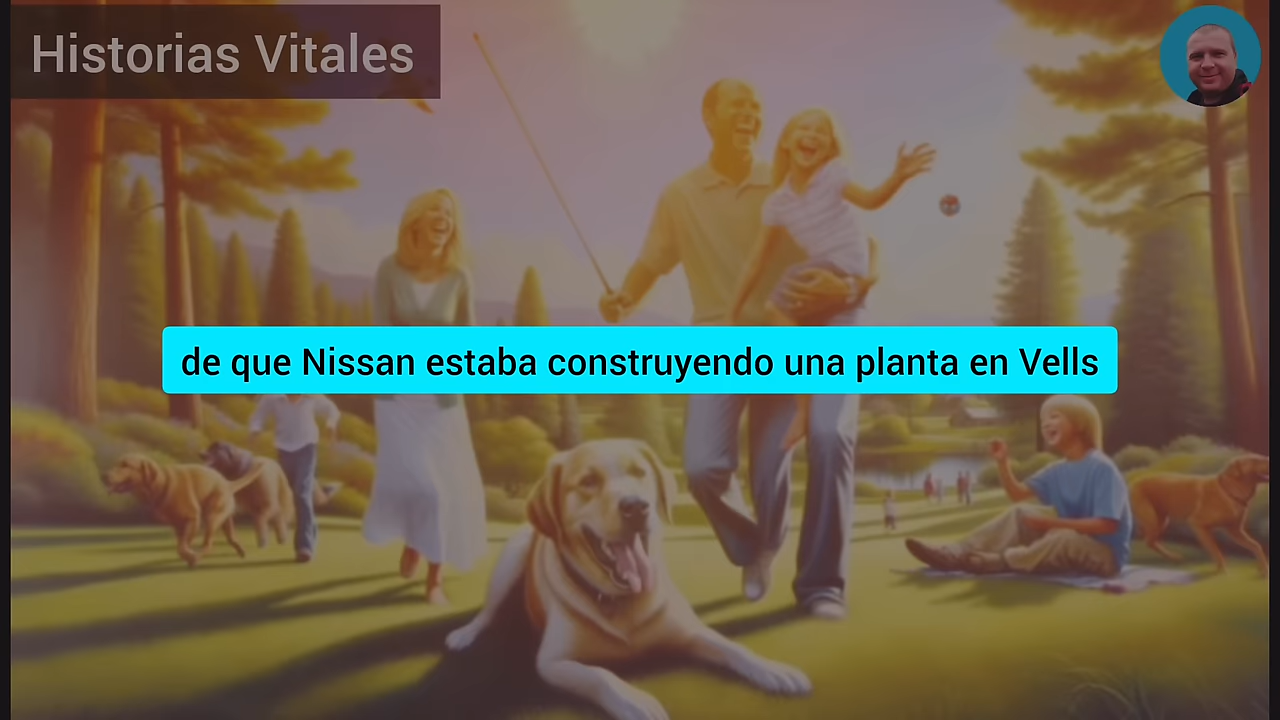 Historias Vitales
de que Nissan estaba construyendo una planta en Vells